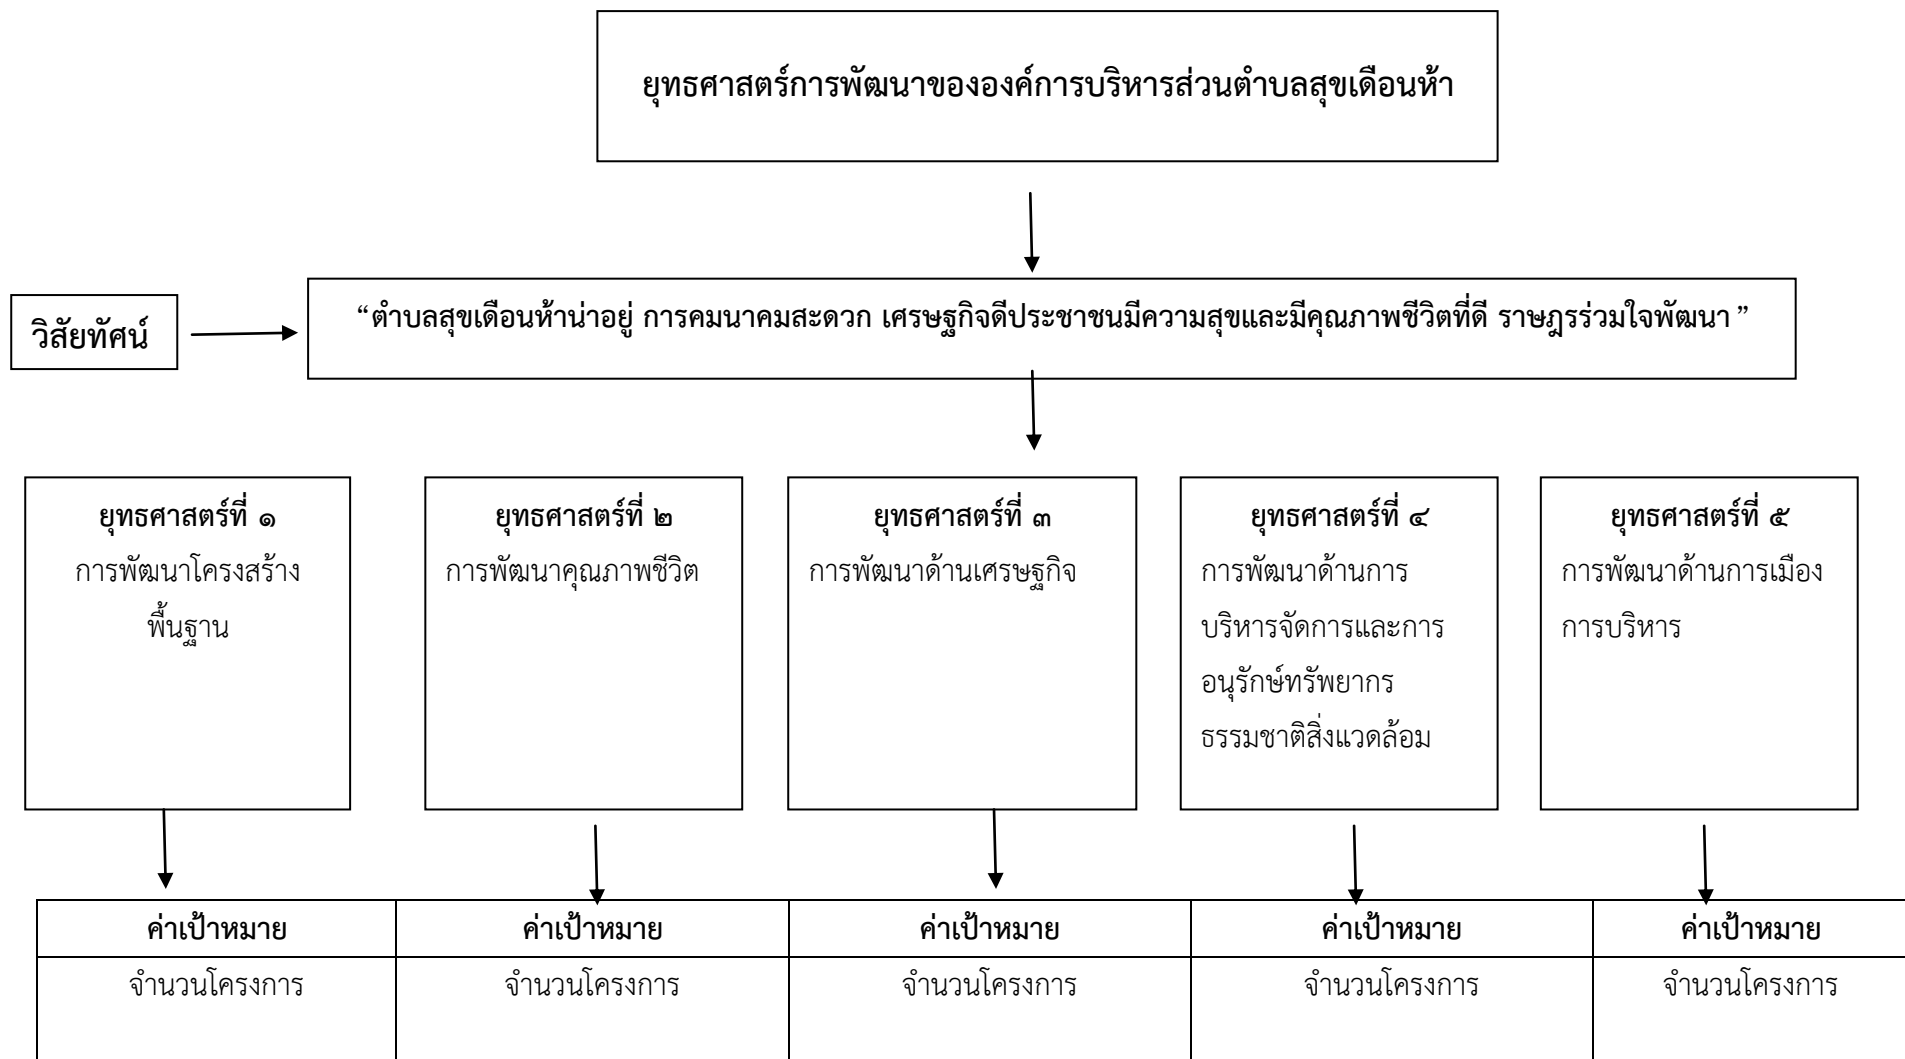 ยุทธศาสตร์การพัฒนาขององค์การบริหารส่วนตำบลสุขเดือนห้า
วิสัยทัศน์
“ตำบลสุขเดือนห้าน่าอยู่ การคมนาคมสะดวก เศรษฐกิจดีประชาชนมีความสุขและมีคุณภาพชีวิตที่ดี ราษฎรร่วมใจพัฒนา ”
ยุทธศาสตร์ที่ ๑
การพัฒนาโครงสร้าง
พื้นฐาน
ยุทธศาสตร์ที่ ๒
การพัฒนาคุณภาพชีวิต
ยุทธศาสตร์ที่ ๓
การพัฒนาด้านเศรษฐกิจ
ยุทธศาสตร์ที่ ๔
การพัฒนาด้านการ
บริหารจัดการและการ
อนุรักษ์ทรัพยากร
ธรรมชาติสิ่งแวดล้อม
ยุทธศาสตร์ที่ ๕
การพัฒนาด้านการเมือง
การบริหาร
ค่าเป้าหมาย ค่าเป้าหมาย ค่าเป้าหมาย ค่าเป้าหมาย ค่าเป้าหมาย
จำนวนโครงการ จำนวนโครงการ จำนวนโครงการ จำนวนโครงการ จำนวนโครงการ